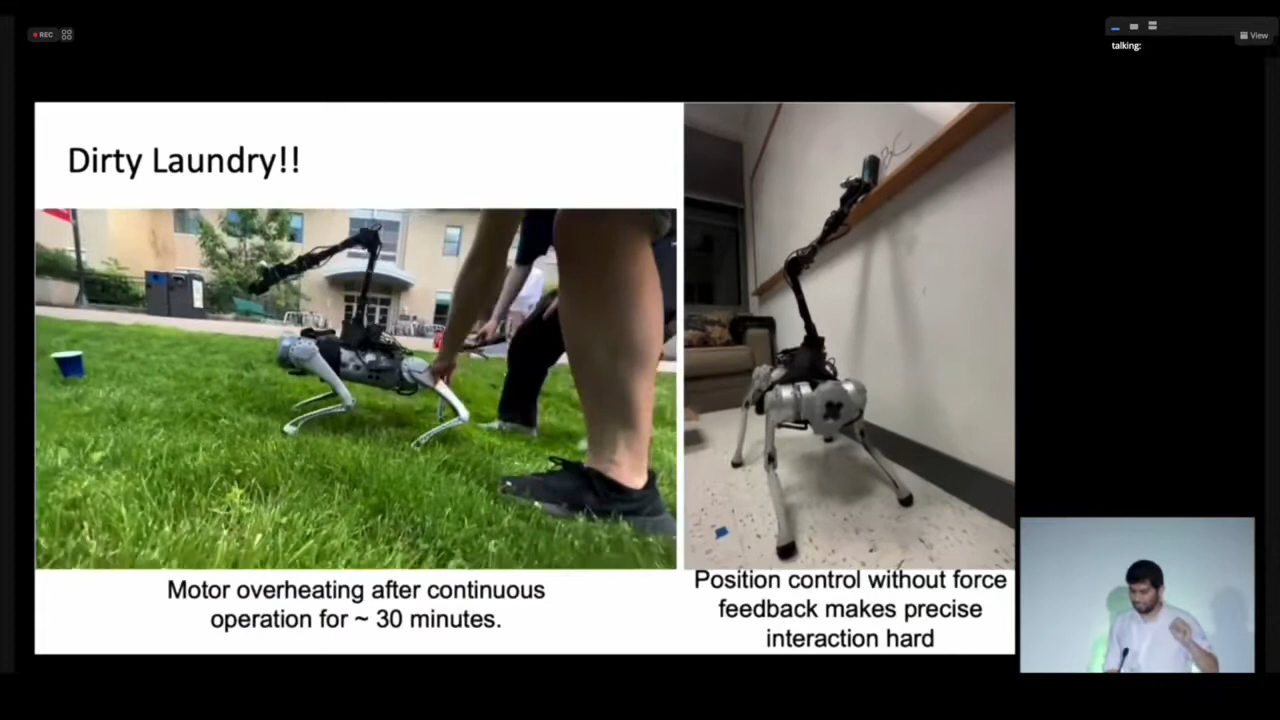 REC
View
talking:
Dirty Laundry!!
Motor overheating after continuous
operation for ~ 30 minutes.
Position control without force
feedback makes precise
interaction hard